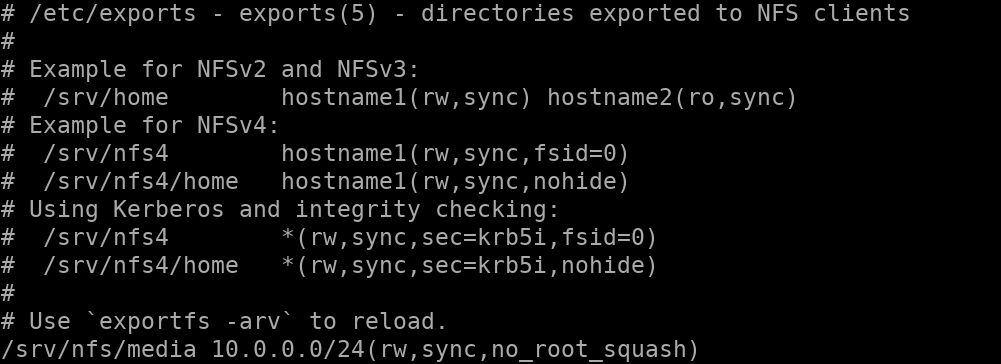 # /etc/exports - exports(5) - directories exported to NFS clients
#
# Example for NFSv2 and NFSv3:
#  /srv/home        hostname1(rw,sync) hostname2(ro,sync)
# Example for NFSv4:
#  /srv/nfs4        hostname1(rw,sync,fsid=0)
#  /srv/nfs4/home   hostname1(rw,sync,nohide)
# Using Kerberos and integrity checking:
#  /srv/nfs4        *(rw,sync,sec=krb5i,fsid=0)
#  /srv/nfs4/home   *(rw,sync,sec=krb5i,nohide)
#
# Use `exportfs -arv` to reload.
/srv/nfs/media 10.0.0.0/24(rw,sync,no_root_squash)